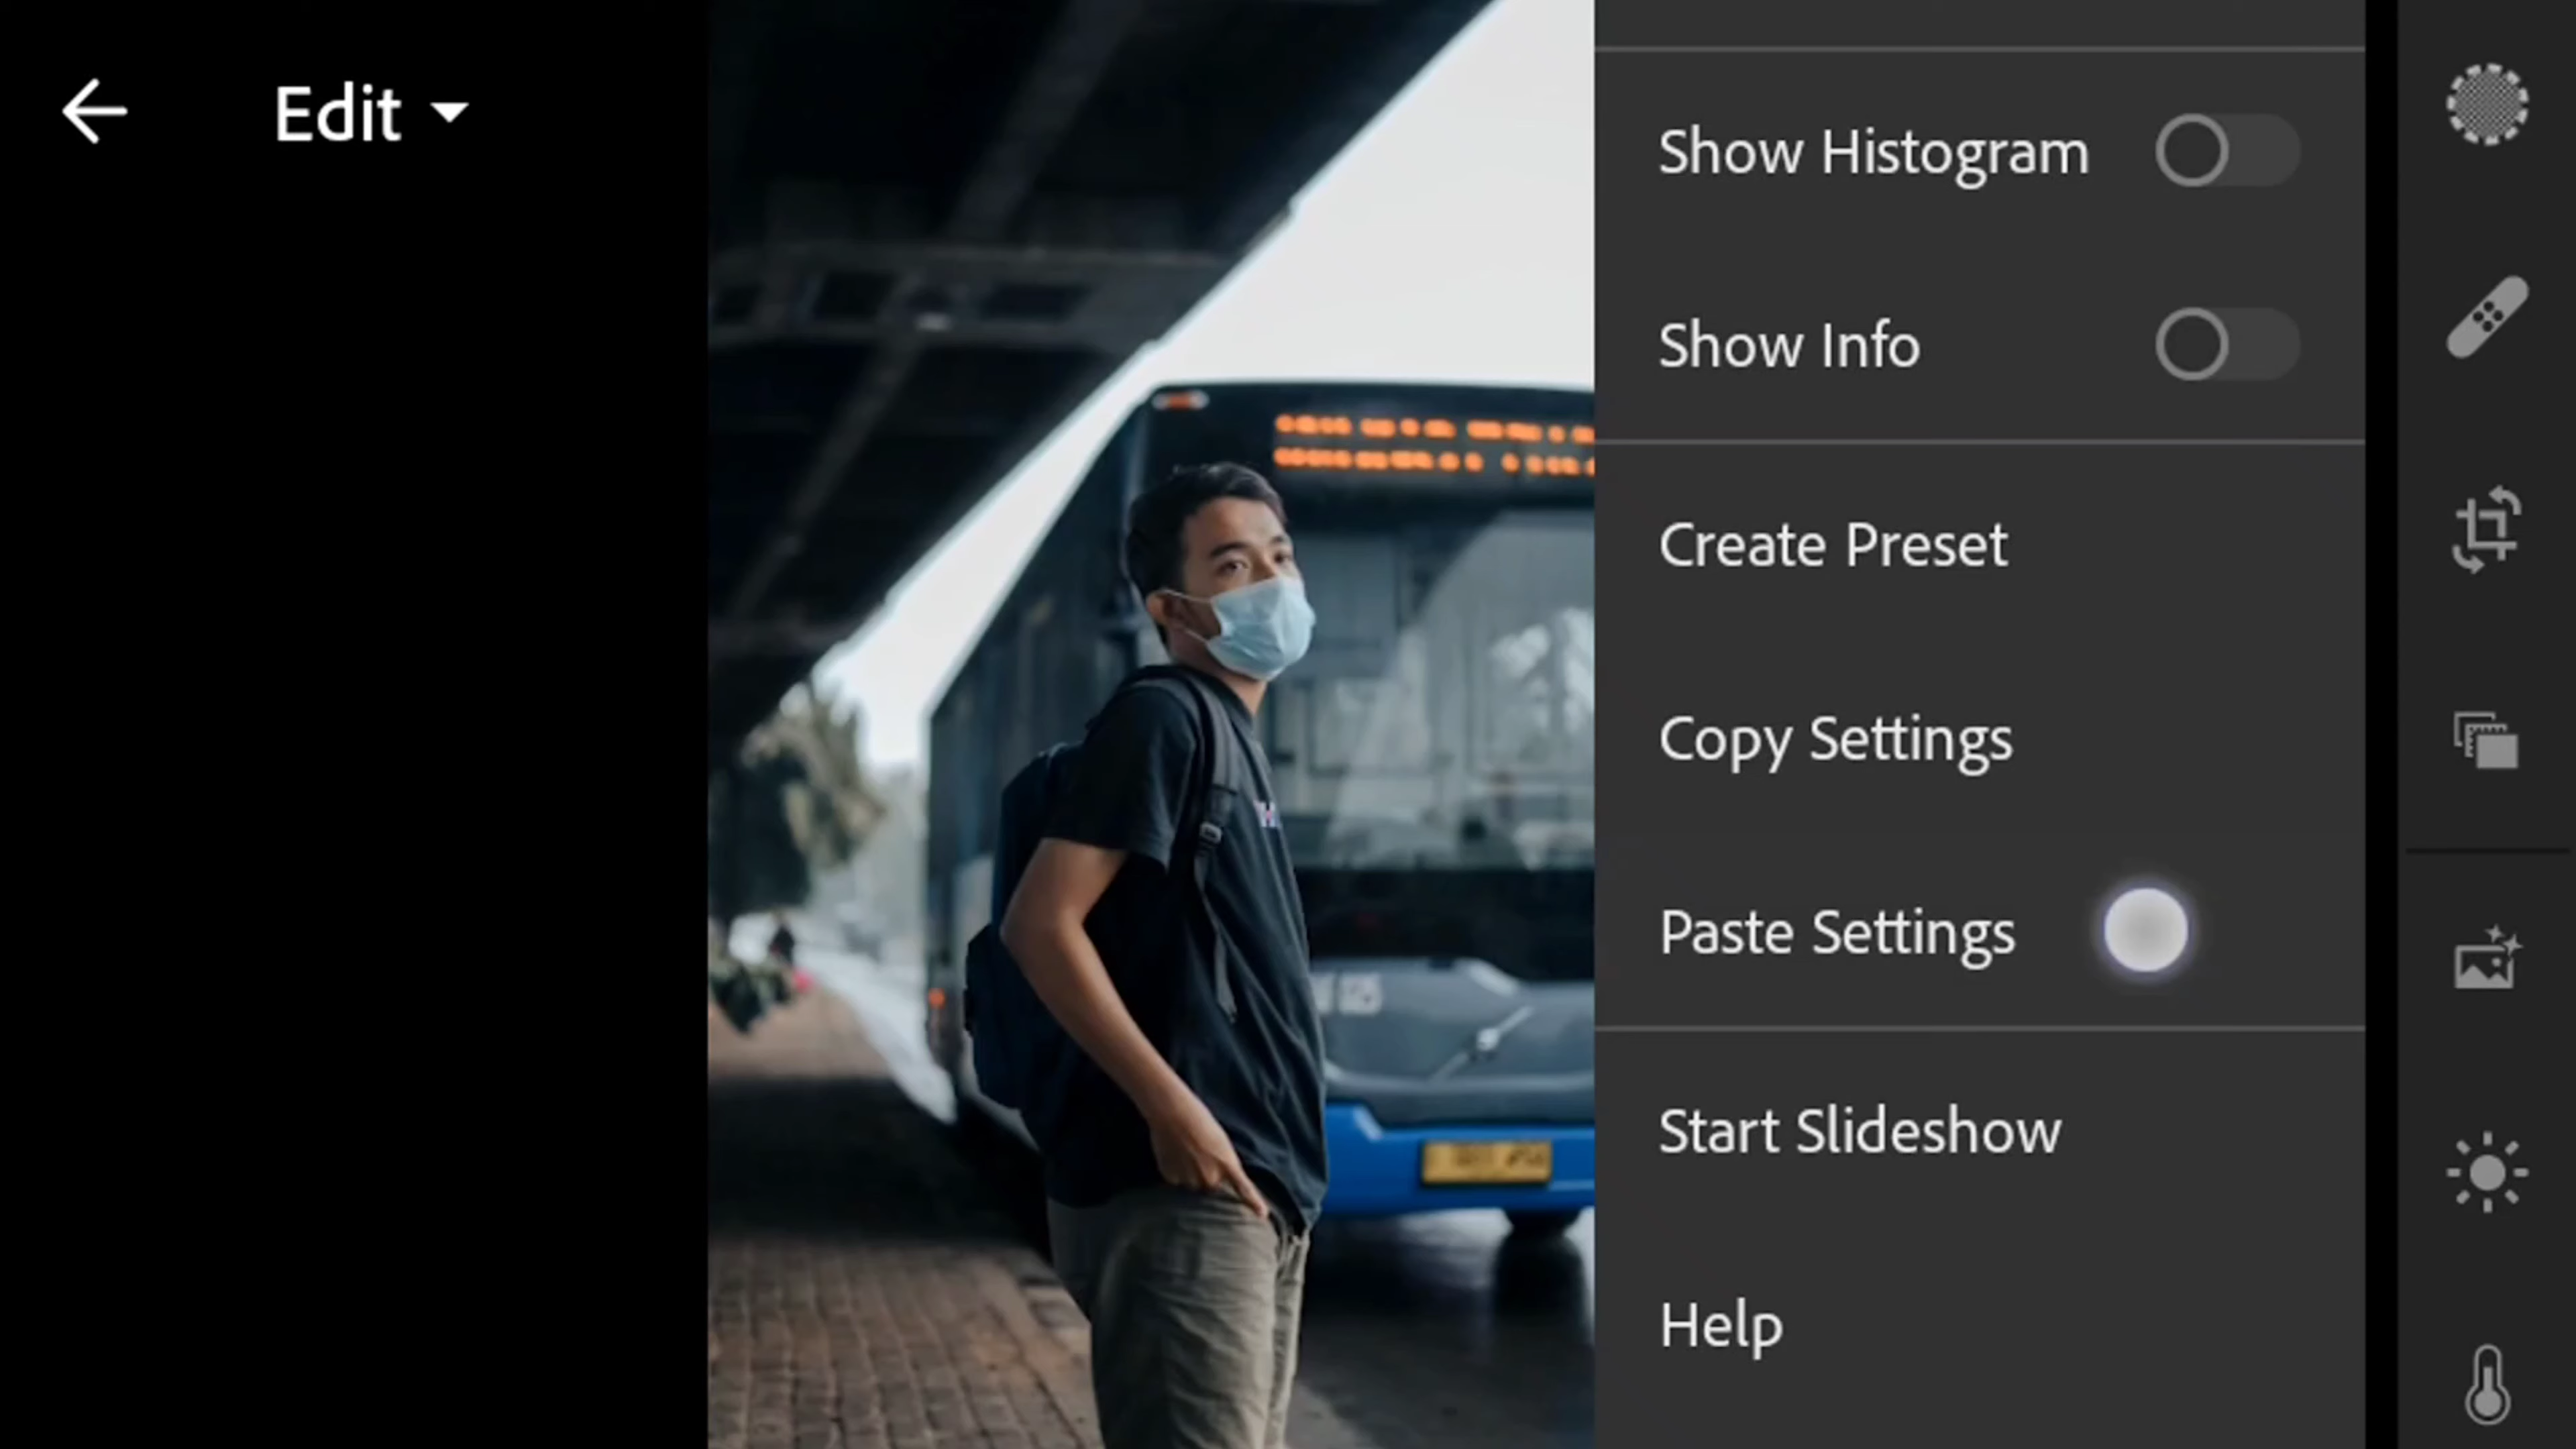 Edit
Show Histogram
Show Info
Create Preset
Copy Settings
Paste Settings
Start Slideshow
Help